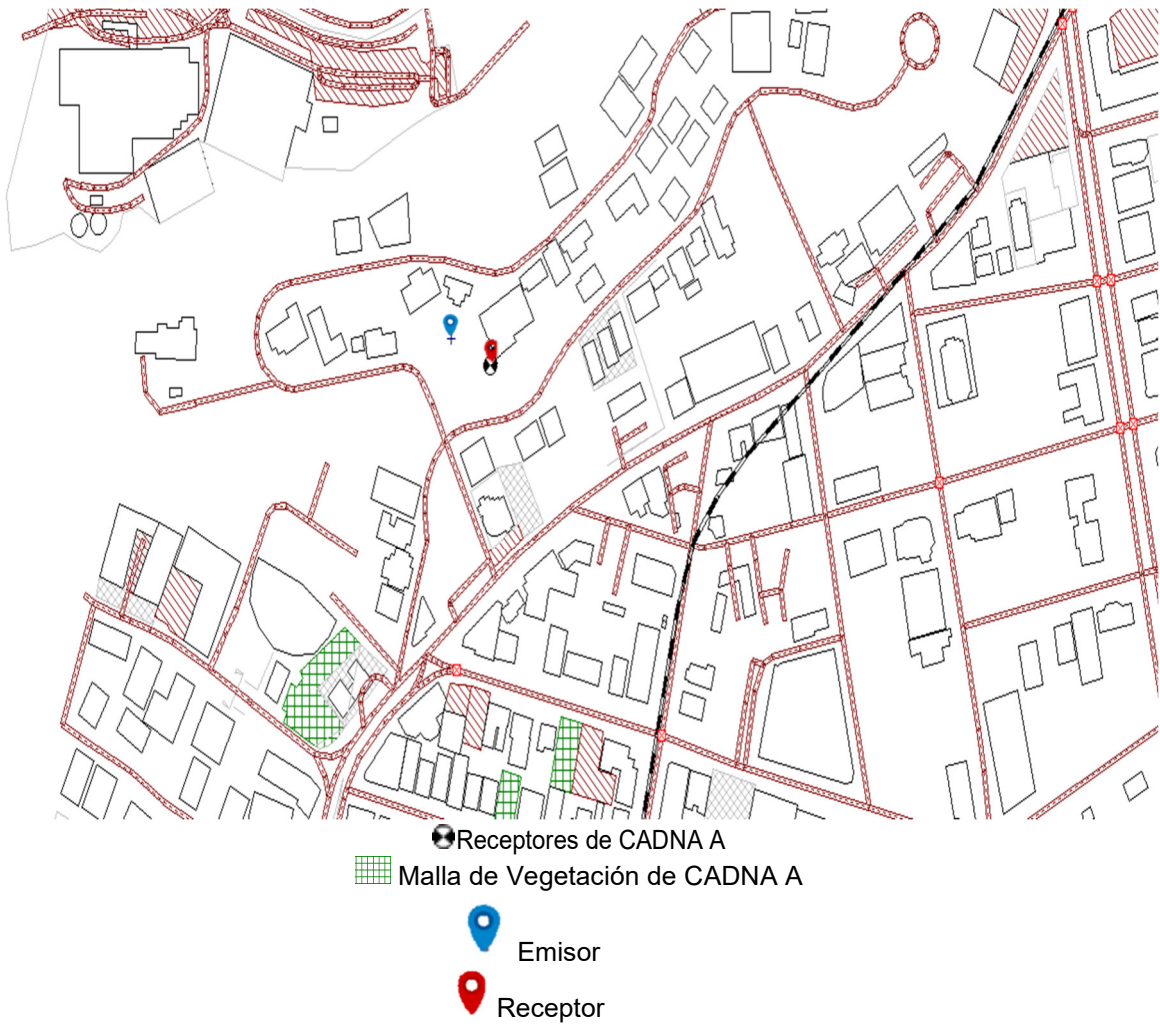 Receptores de CADNA A
Malla de Vegetación de CADNA A
Emisor
Receptor